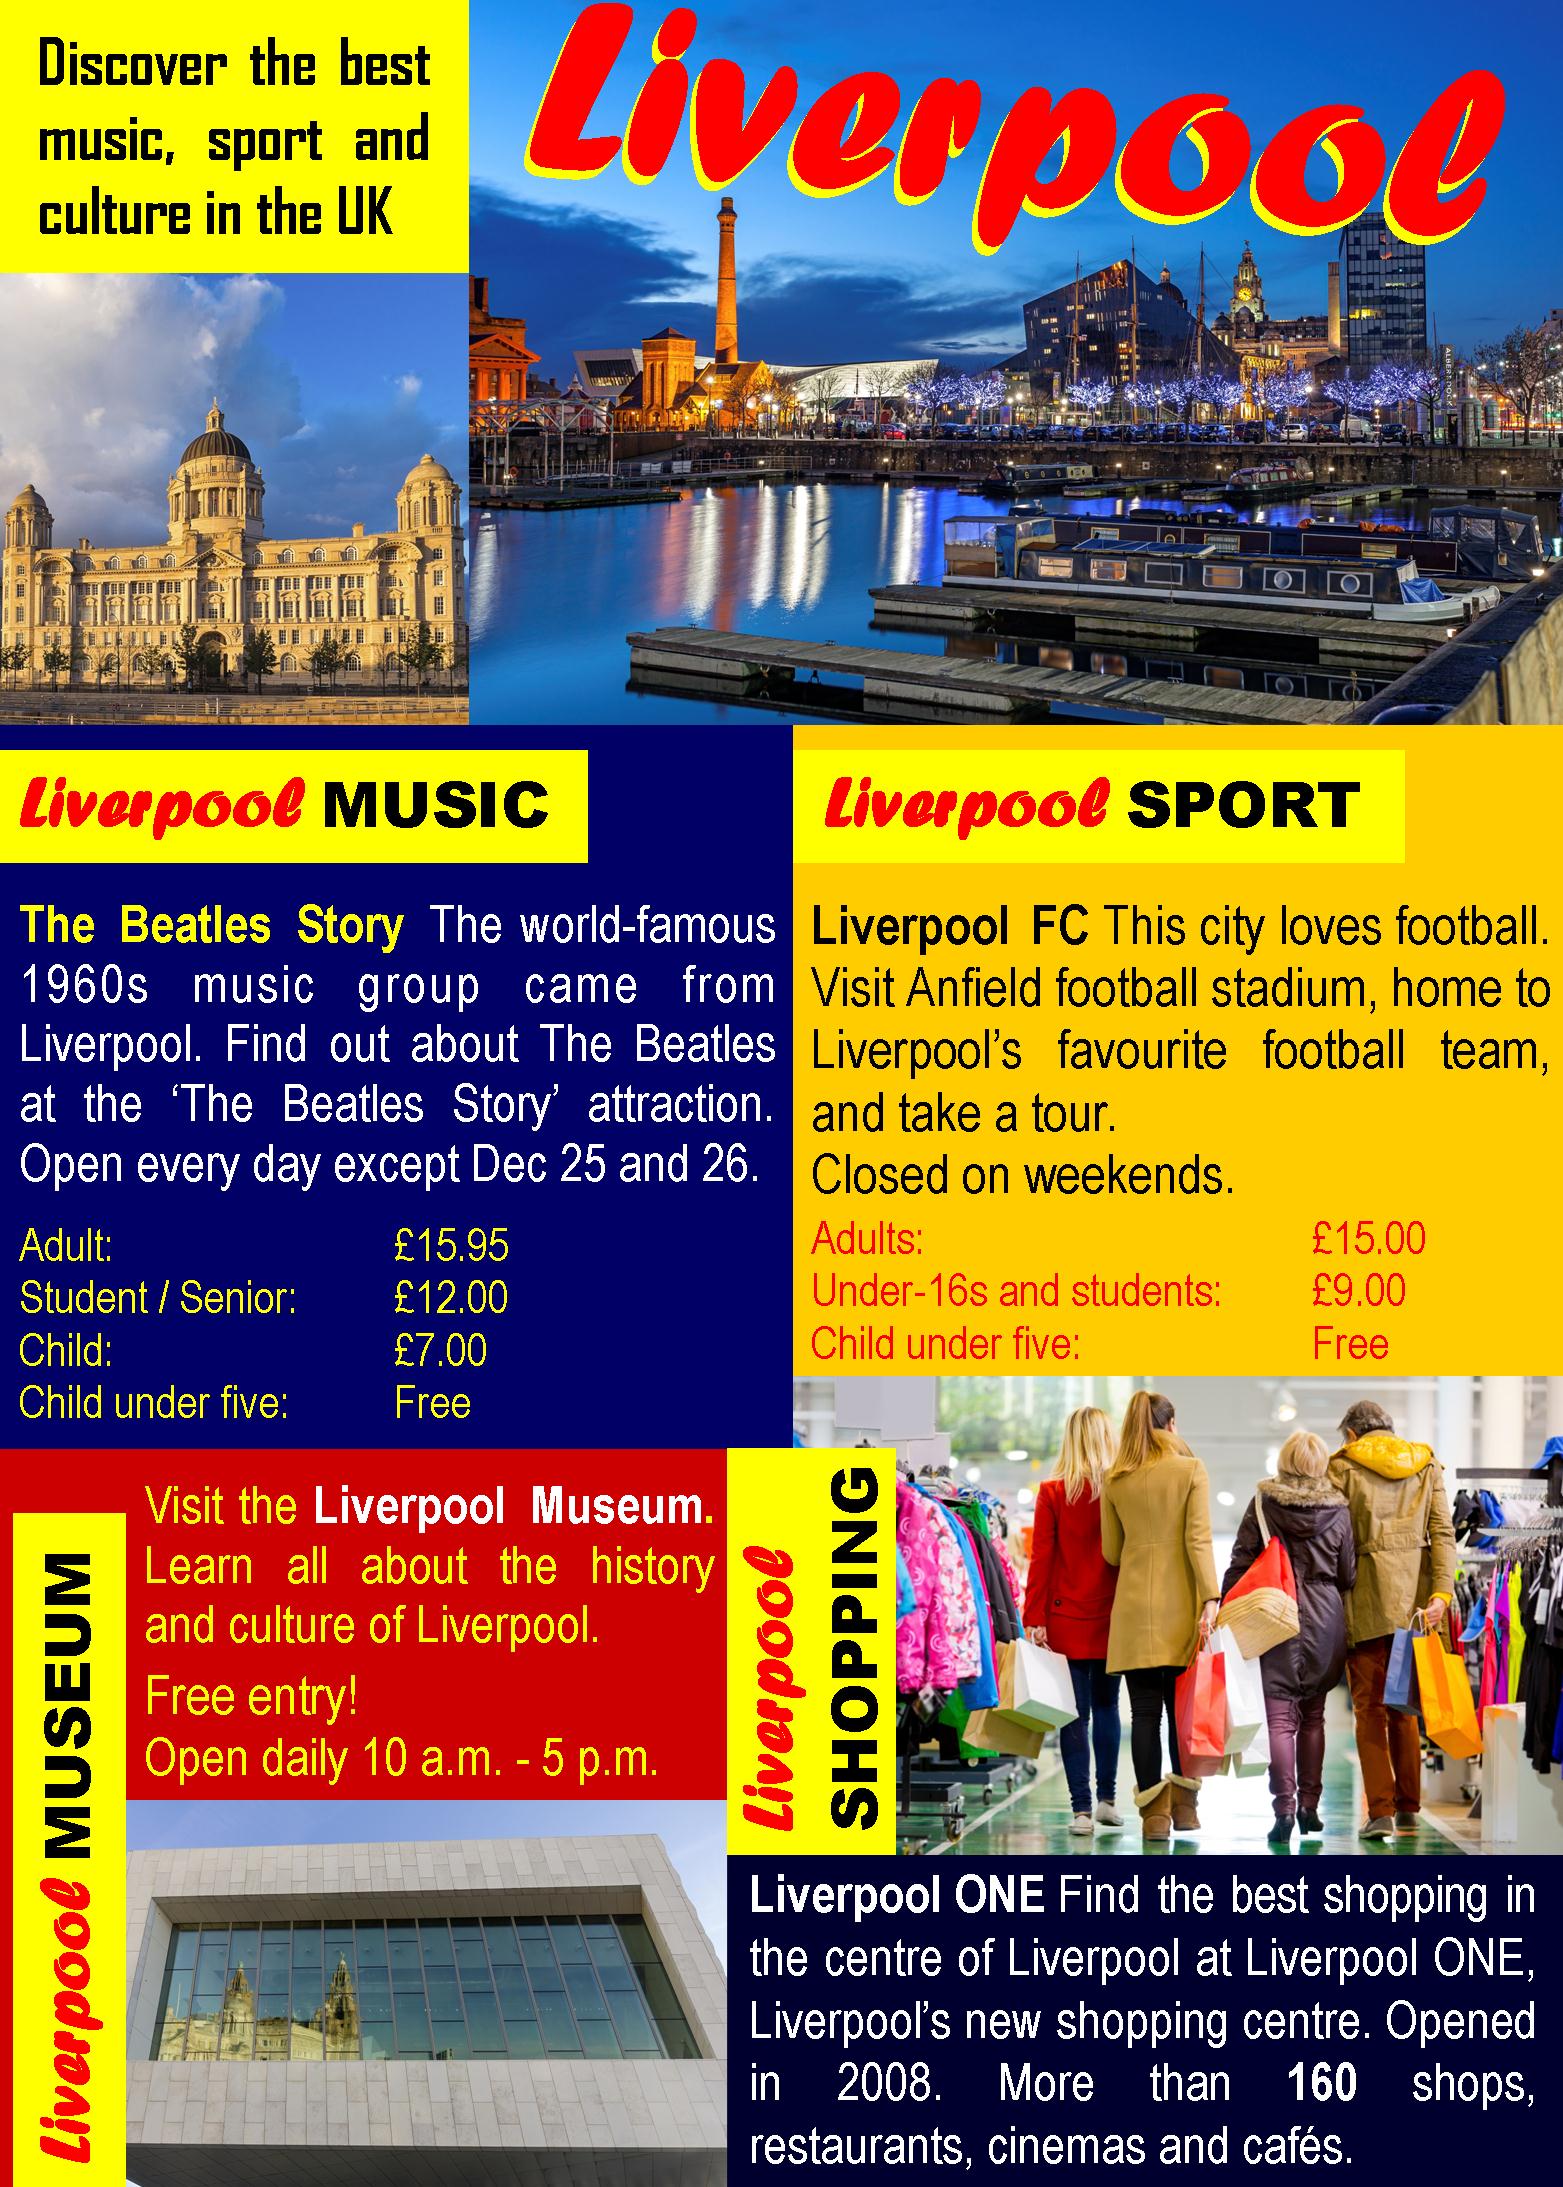 Discover the best
music, sport and
culture in the UK
Liverpool
Liverpool MUSIC
The Beatles Story The world-famous
1960s music group came from
Liverpool. Find out about The Beatles
at the ‘The Beatles Story’ attraction.
Open every day except Dec 25 and 26.
Adult: £15.95
Student / Senior: £12.00
Child: £7.00
Child under five: Free
Liverpool SPORT
Liverpool FC This city loves football.
Visit Anfield football stadium, home to
Liverpool’s favourite football team,
and take a tour.
Closed on weekends.
Adults: £15.00
Under-16s and students: £9.00
Child under five: Free
Liverpool MUSEUM
Visit the Liverpool Museum.
Learn all about the history
and culture of Liverpool.
Free entry!
Open daily 10 a.m. - 5 p.m.
Liverpool
SHOPPING
Liverpool ONE Find the best shopping in
the centre of Liverpool at Liverpool ONE,
Liverpool’s new shopping centre. Opened
in 2008. More than 160 shops,
restaurants, cinemas and cafés.